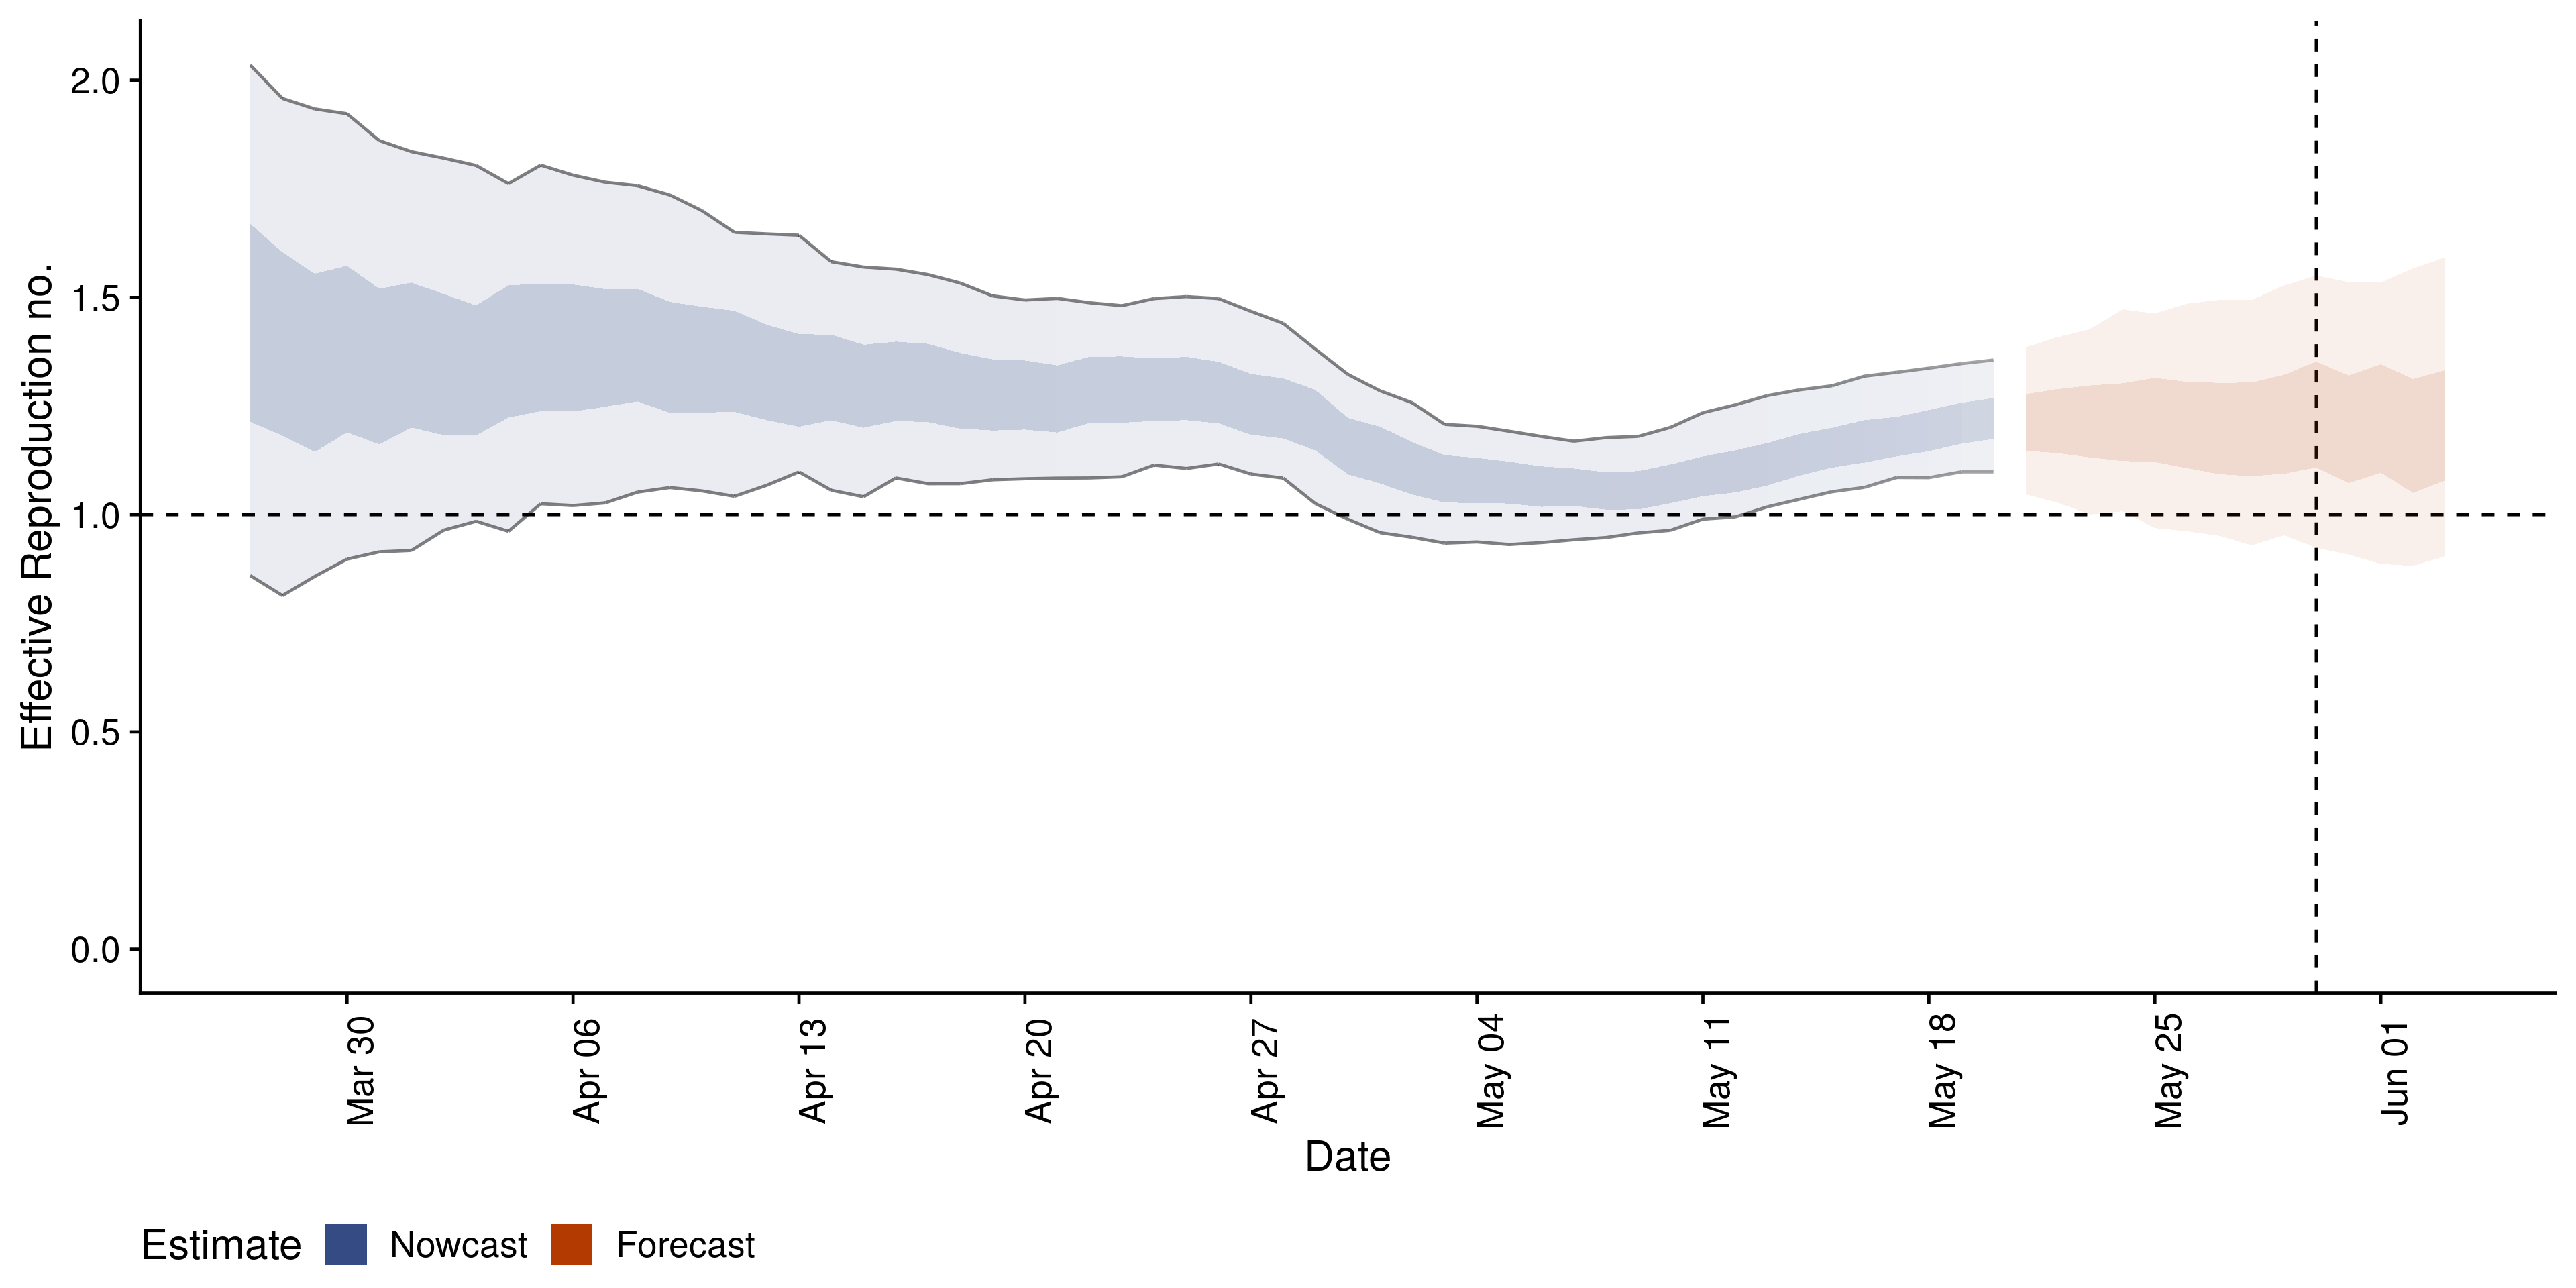 Effective Reproduction no.
2.0
1.5
1.0
0.5
0.0
Mar 30
Apr 06
Apr 13
Apr 20
Apr 27
May 04
May 11
May 18
May 25
Jun 01
Date
Estimate Nowcast Forecast